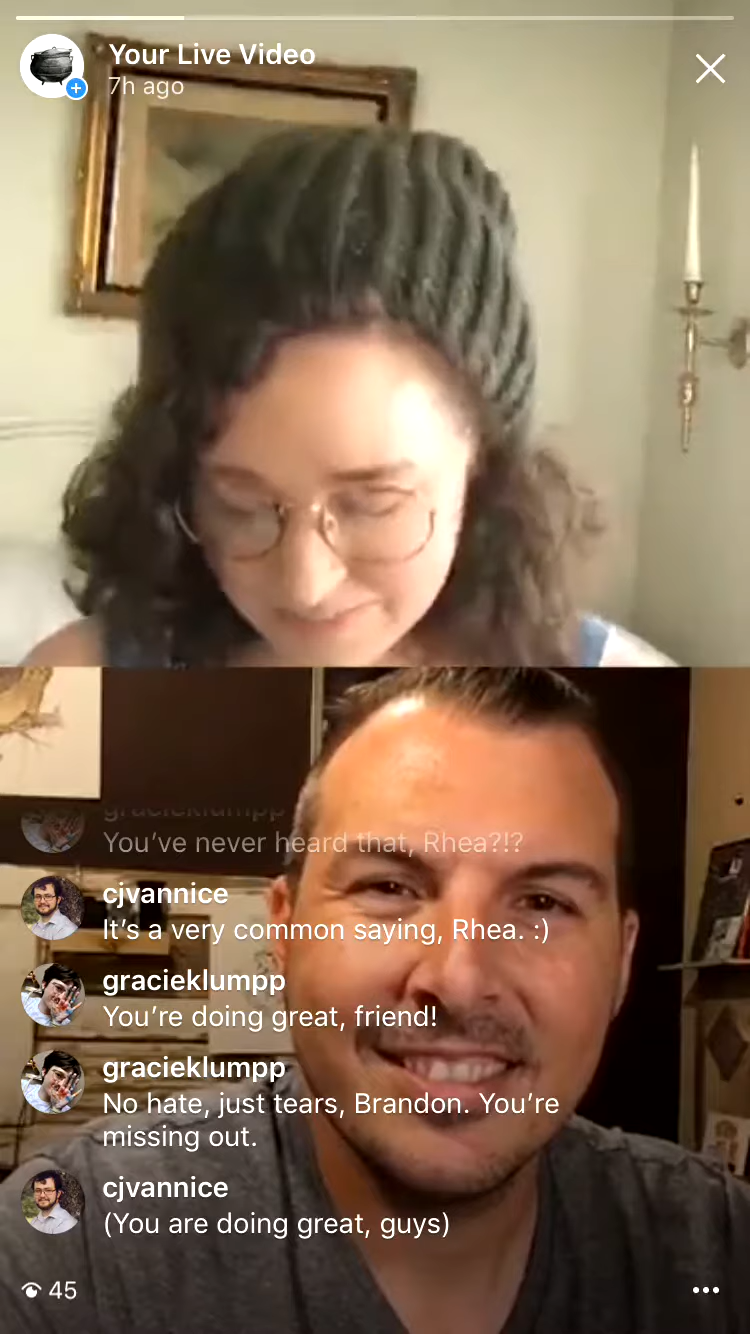 Your Live Video
7h ago
gracieklumpp
You've never heard that, Rhea?!?
cjvannice
It's a very common saying, Rhea. :)
gracieklumpp
You're doing great, friend!
gracieklumpp
No hate, just tears, Brandon. You're
missing out.
cjvannice
(You are doing great, guys)
45